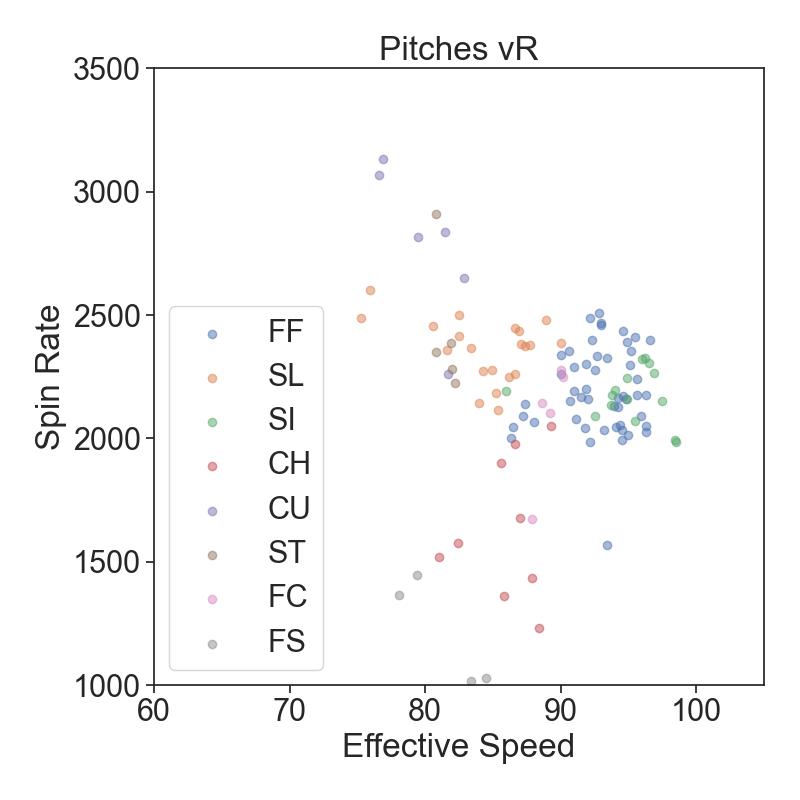 Pitches vR
3500
3000
2500
2000
1500
1000
Spin Rate
FF
SL
SI
CH
CU
ST
FC
FS
60 70 80 90 100
Effective Speed